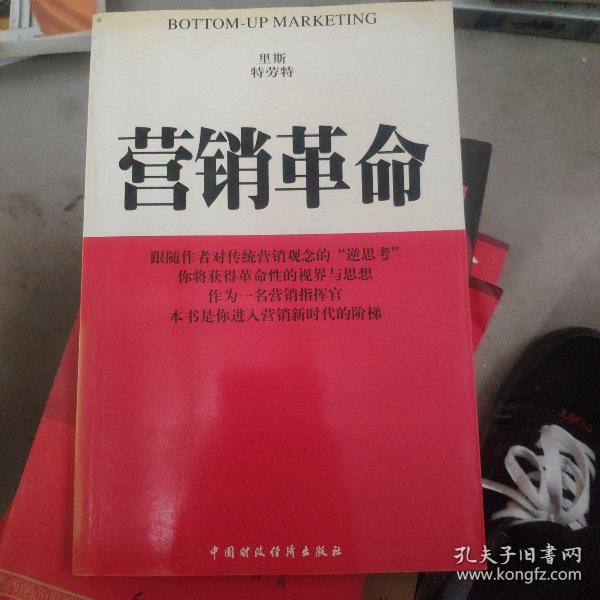 BOTTOM-UP MARKETING
里斯
特劳特
营销革命
跟随作者对传统营销观念的“逆思考”
你将获得革命性的视界与思想
作为一名营销指挥官
本书是你进入营销新时代的阶梯
中国财政经济出版社
孔夫子旧书网
www.kongfz.com